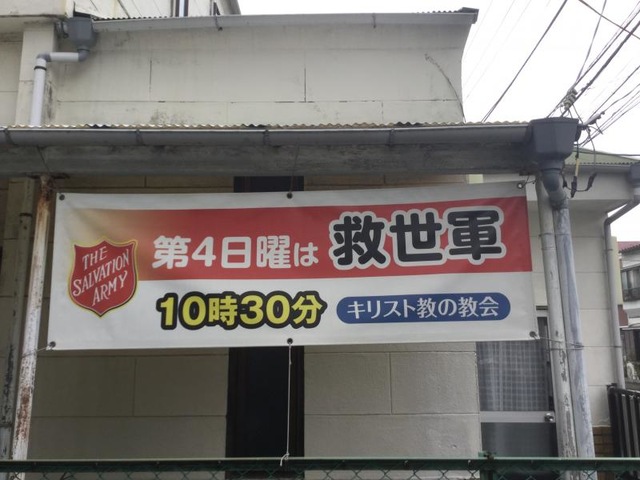 THE
SALVATION
ARMY
第4日曜は 救世軍
10時30分 キリスト教の教会